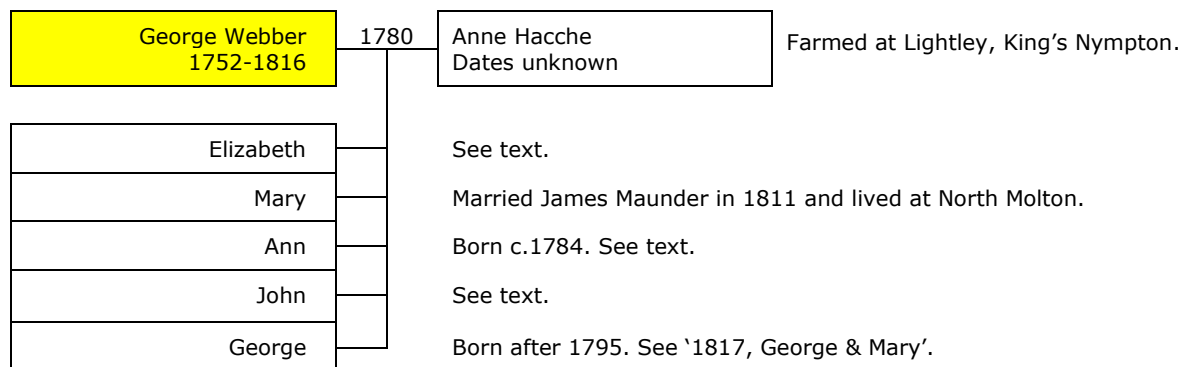 George Webber 1780 Anne Hacche Farmed at Lightley, King's Nympton.
1752-1816 Dates unknown
Elizabeth See text.
Mary Married James Maunder in 1811 and lived at North Molton.
Ann Born c.1784. See text.
John See text.
George Born after 1795. See ‘1817, George & Mary’.